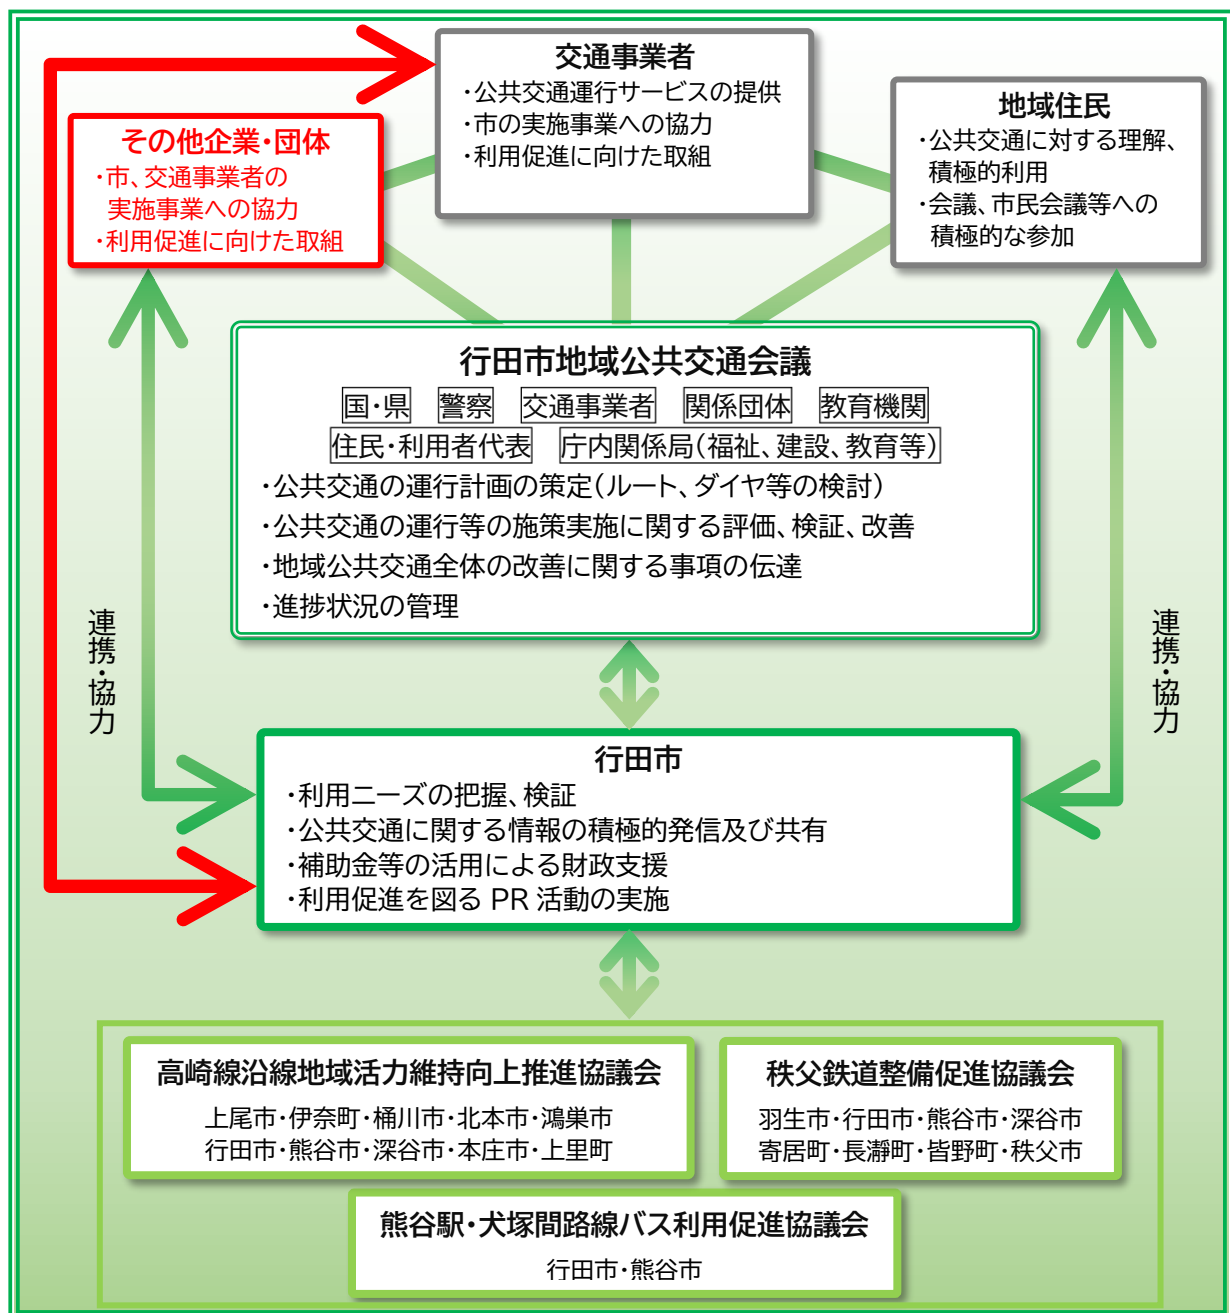 交通事業者
・公共交通運行サービスの提供
・市の実施事業への協力
・利用促進に向けた取組
その他企業・団体
・市、交通事業者の
実施事業への協力
・利用促進に向けた取組
地域住民
・公共交通に対する理解、
積極的利用
・会議、市民会議等への
積極的な参加
行田市地域公共交通会議
国・県 警察 交通事業者 関係団体 教育機関
住民・利用者代表 庁内関係局(福祉、建設、教育等)
・公共交通の運行計画の策定(ルート、ダイヤ等の検討)
・公共交通の運行等の施策実施に関する評価、検証、改善
・地域公共交通全体の改善に関する事項の伝達
・進捗状況の管理
連携・協力
連携・協力
行田市
・利用ニーズの把握、検証
・公共交通に関する情報の積極的発信及び共有
・補助金等の活用による財政支援
・利用促進を図る PR 活動の実施
高崎線沿線地域活力維持向上推進協議会
上尾市・伊奈町・桶川市・北本市・鴻巣市
行田市・熊谷市・深谷市・本庄市・上里町
秩父鉄道整備促進協議会
羽生市・行田市・熊谷市・深谷市
寄居町・長瀞町・皆野町・秩父市
熊谷駅・犬塚間路線バス利用促進協議会
行田市・熊谷市